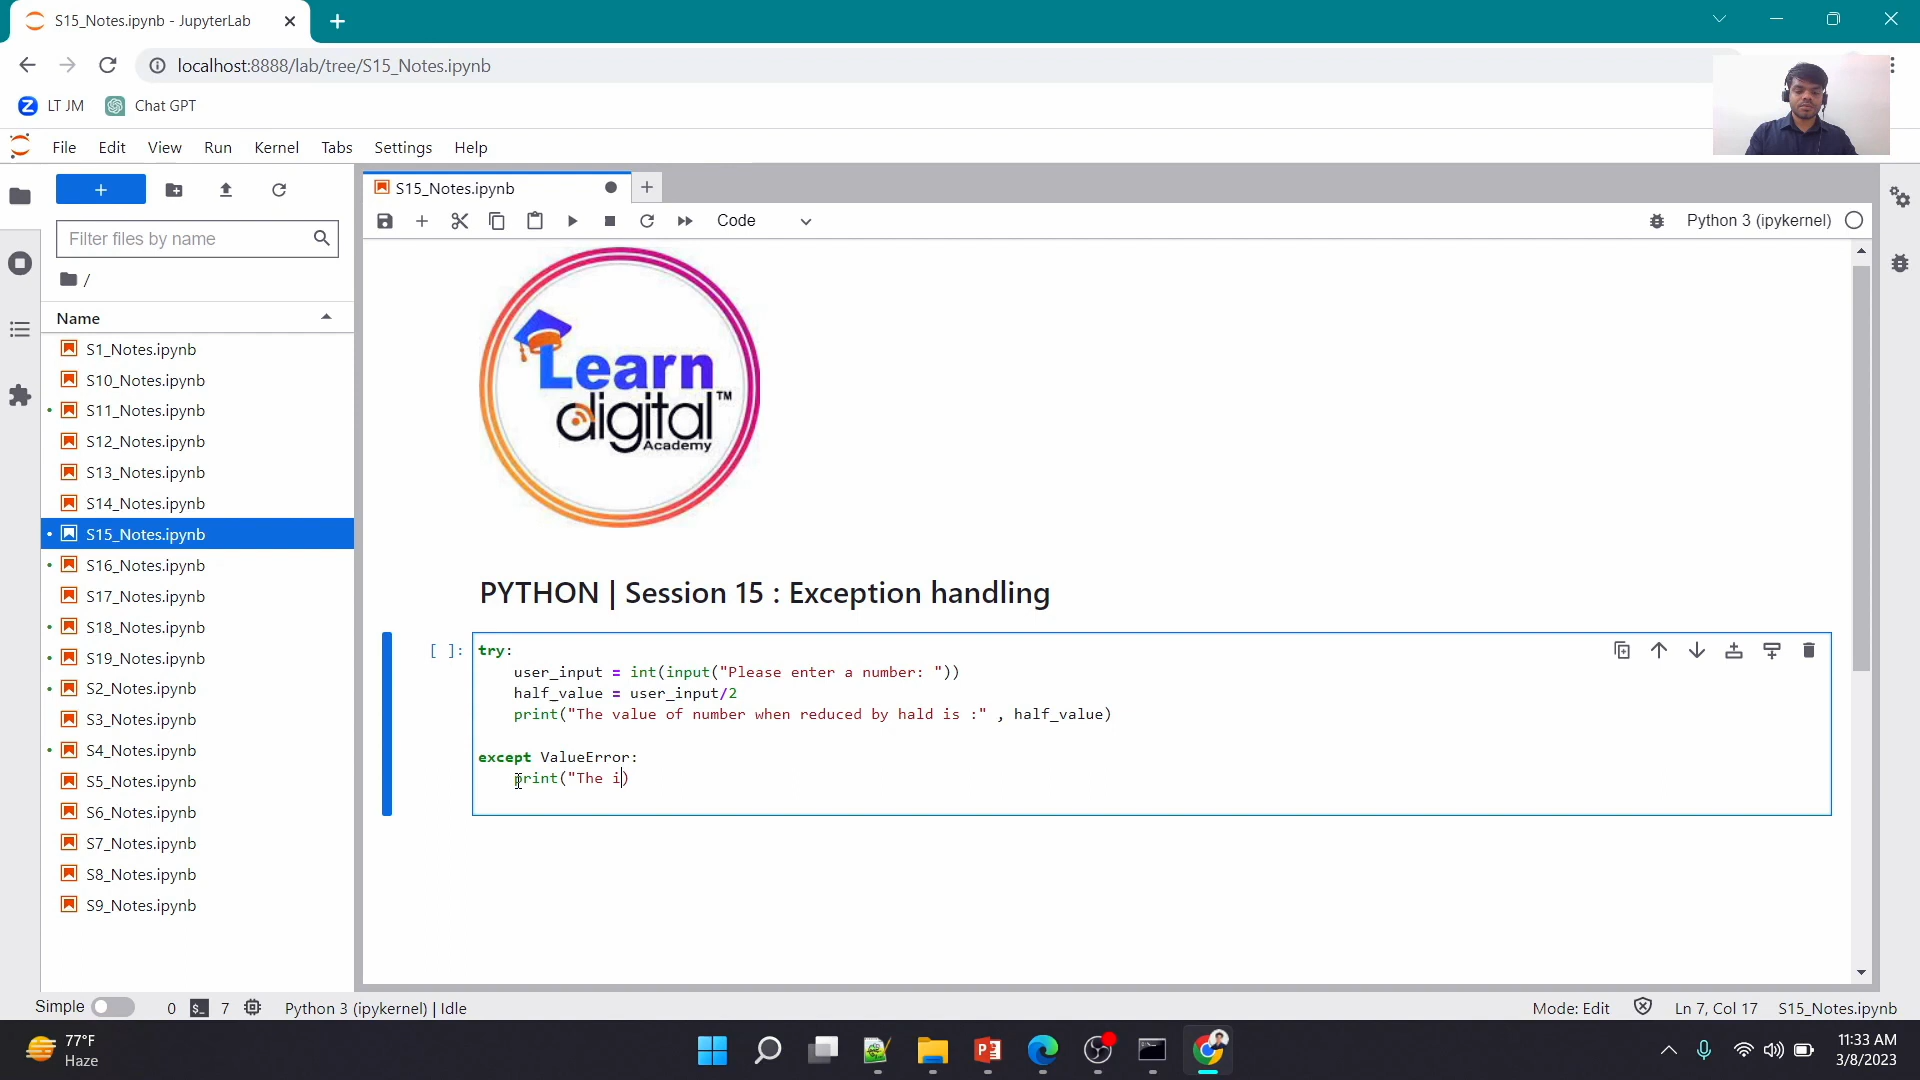 S15_Notes.ipynb - JupyterLab
localhost:8888/lab/tree/S15_Notes.ipynb
Z LT JM Chat GPT
File Edit View Run Kernel Tabs Settings Help
S15_Notes.ipynb
Code
Python 3 (ipykernel)
Filter files by name
/
Name
S1_Notes.ipynb
S10_Notes.ipynb
S11_Notes.ipynb
S12_Notes.ipynb
S13_Notes.ipynb
S14_Notes.ipynb
S15_Notes.ipynb
S16_Notes.ipynb
S17_Notes.ipynb
S18_Notes.ipynb
S19_Notes.ipynb
S2_Notes.ipynb
S3_Notes.ipynb
S4_Notes.ipynb
S5_Notes.ipynb
S6_Notes.ipynb
S7_Notes.ipynb
S8_Notes.ipynb
S9_Notes.ipynb
Learn
digital™
Academy
PYTHON | Session 15 : Exception handling
[ ]: try:
user_input = int(input("Please enter a number: "))
half_value = user_input/2
print("The value of number when reduced by hald is :" , half_value)
except ValueError:
print("The i)
Simple 0 $_ 7 Python 3 (ipykernel) | Idle
Mode: Edit Ln 7, Col 17 S15_Notes.ipynb
77°F
Haze
11:33 AM
3/8/2023